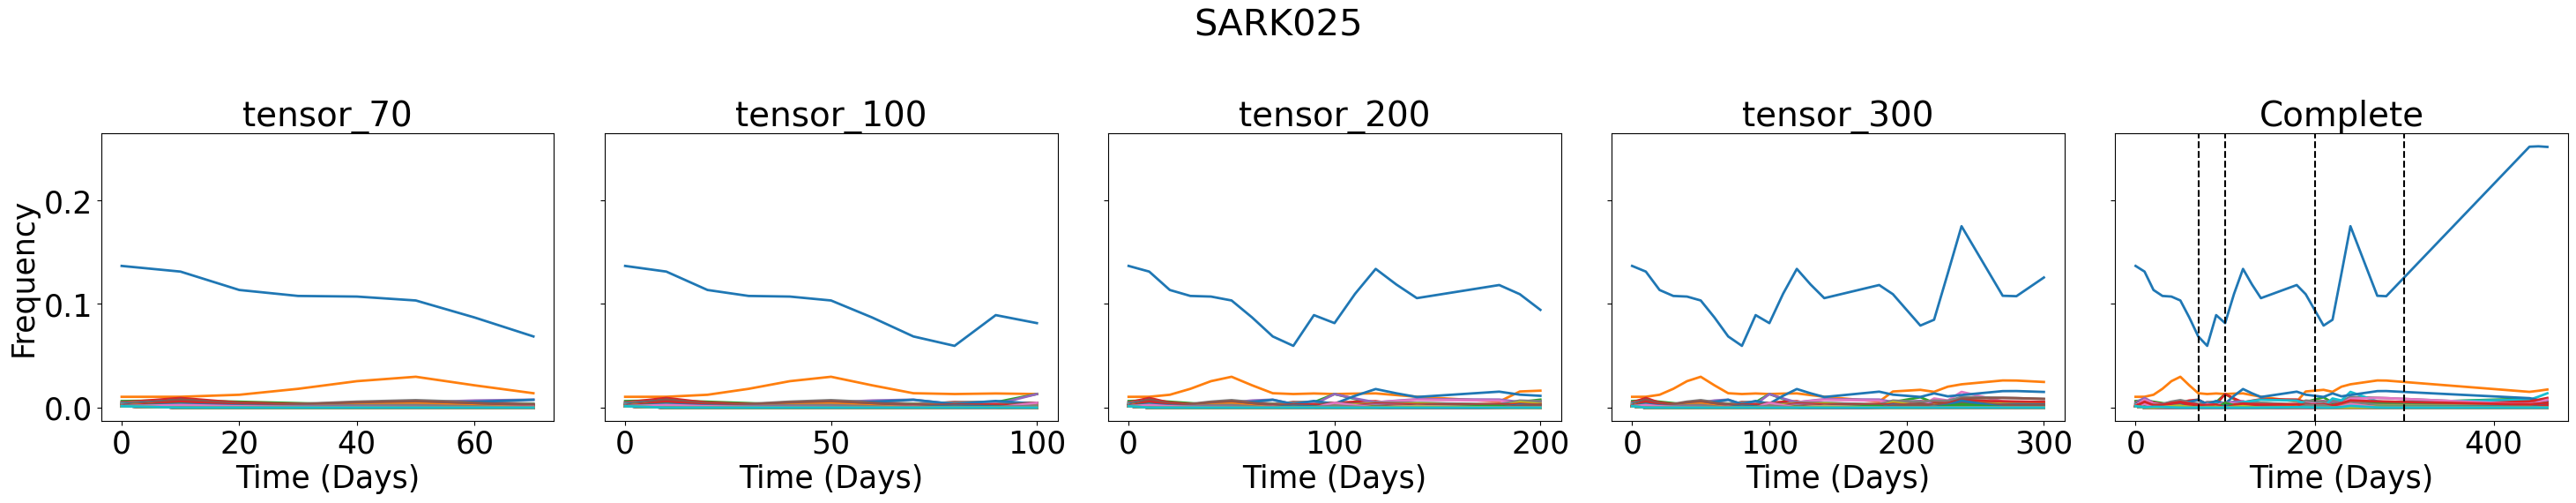 SARK025
tensor_70
tensor_100
tensor_200
tensor_300
Complete
Frequency
0.2
0.1
0.0
0 20 40 60
0 50 100
0 100 200
0 100 200 300
0 200 400
Time (Days)
Time (Days)
Time (Days)
Time (Days)
Time (Days)